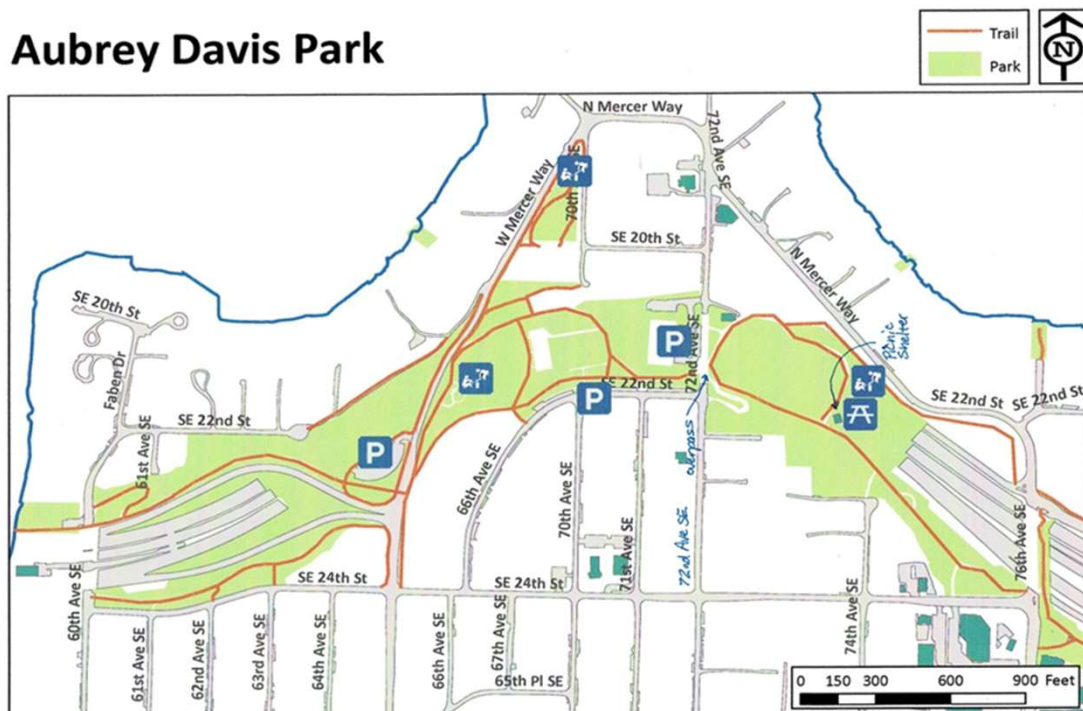 Aubrey Davis Park
Trail
Park
N
N Mercer Way
72nd Ave SE
W Mercer Way
70th
SE
SE 20th St
N Mercer Way
SE 20th St
Faben Dr
P
72nd Ave SE
Picnic
Shelter
SE 22nd St
P
SE 22nd St
SE 22nd St
SE 22nd St
61st Ave SE
P
66th Ave SE
airpass
70th Ave SE
71st Ave SE
72nd Ave SE
76th Ave SE
SE 24th St
SE 24th St
60th Ave SE
61st Ave SE
62nd Ave SE
63rd Ave SE
64th Ave SE
66th Ave SE
67th Ave SE
74th Ave SE
65th Pl SE
0 150 300 600 900 Feet